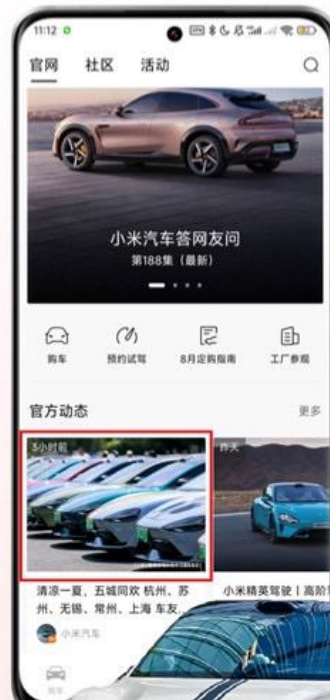 11:12
官网 社区 活动
小米汽车答网友问
第188集（最新）
购车 预约试驾 8月定购指南 工厂参观
官方动态 更多
3小时前 昨天
清凉一夏，五城同欢 杭州、苏
州、无锡、常州、上海 车友...
小米精英驾驶 | 高阶
小米汽车
购车